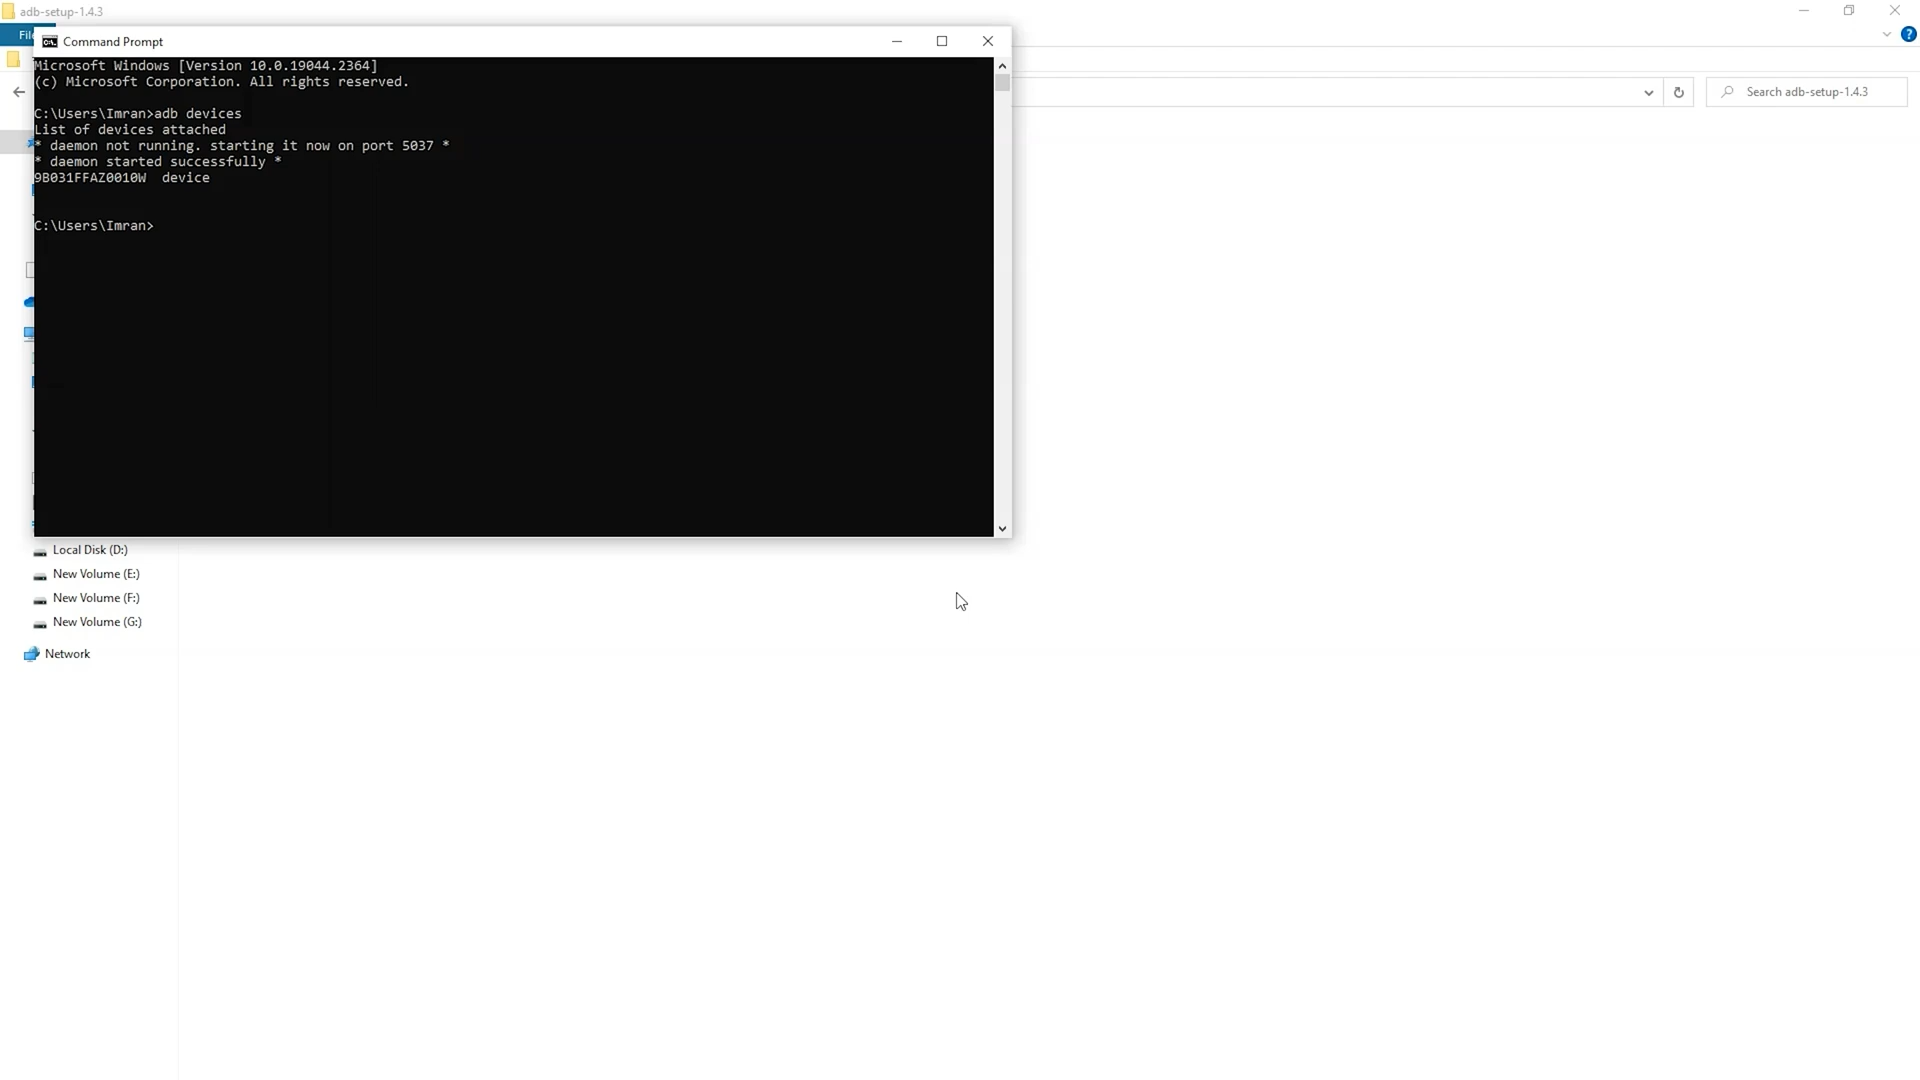 adb-setup-1.4.3
Command Prompt
Microsoft Windows [Version 10.0.19044.2364]
(c) Microsoft Corporation. All rights reserved.
C:\Users\Imran>adb devices
List of devices attached
* daemon not running. starting it now on port 5037 *
* daemon started successfully *
9B031FFAZ0010W device
C:\Users\Imran>
Search adb-setup-1.4.3
Local Disk (D:)
New Volume (E:)
New Volume (F:)
New Volume (G:)
Network